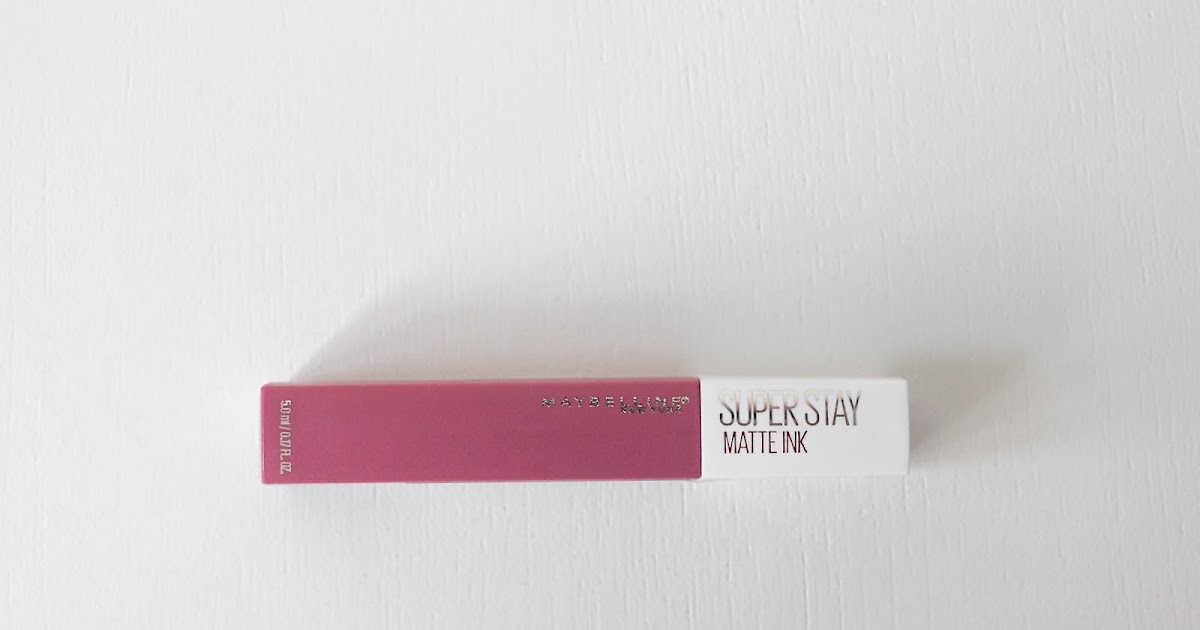 5.0 ml / 0.17 FL. OZ.
MAYBELLINE
NEW YORK
SUPER STAY
MATTE INK